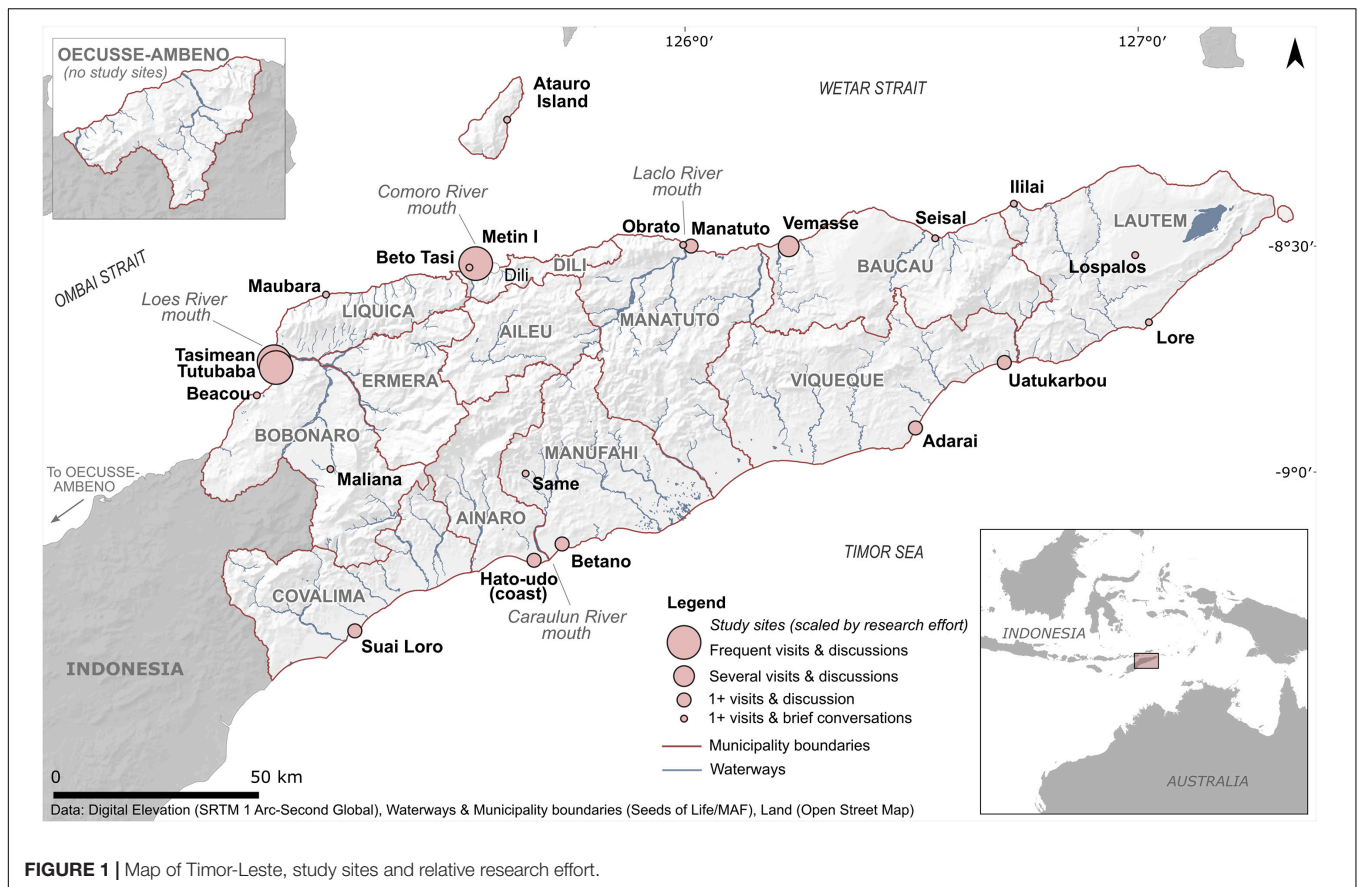 OECUSSE-AMBENO
(no study sites)
126°0′
127°0′
Atauro
Island
WETAR STRAIT
Comoro River
mouth
Laclo River
mouth
Ililai
Obrato
Manatuto
Vemasse
Seisal
LAUTEM
Metin I
Beto Tasi
Dili
DILI
BAUCAU
Lospalos
-8°30′
OMBAI STRAIT
Maubara
LIQUICA
Loes River
mouth
AILEU
MANATUTO
Lore
Tasimean
Tutubaba
Beacou
ERMERA
VIQUEQUE
Uatukarbou
BOBONARO
Adarai
MANUFAHI
To OECUSSE-
AMBENO
Maliana
Same
-9°0′
AINARO
Betano
TIMOR SEA
Hato-udo
(coast)
Caraulun River
mouth
COVALIMA
Suai Loro
INDONESIA
Legend
Study sites (scaled by research effort)
Frequent visits & discussions
Several visits & discussions
1+ visits & discussion
1+ visits & brief conversations
Municipality boundaries
Waterways
INDONESIA
AUSTRALIA
0
50 km
Data: Digital Elevation (SRTM 1 Arc-Second Global), Waterways & Municipality boundaries (Seeds of Life/MAF), Land (Open Street Map)
FIGURE 1 | Map of Timor-Leste, study sites and relative research effort.